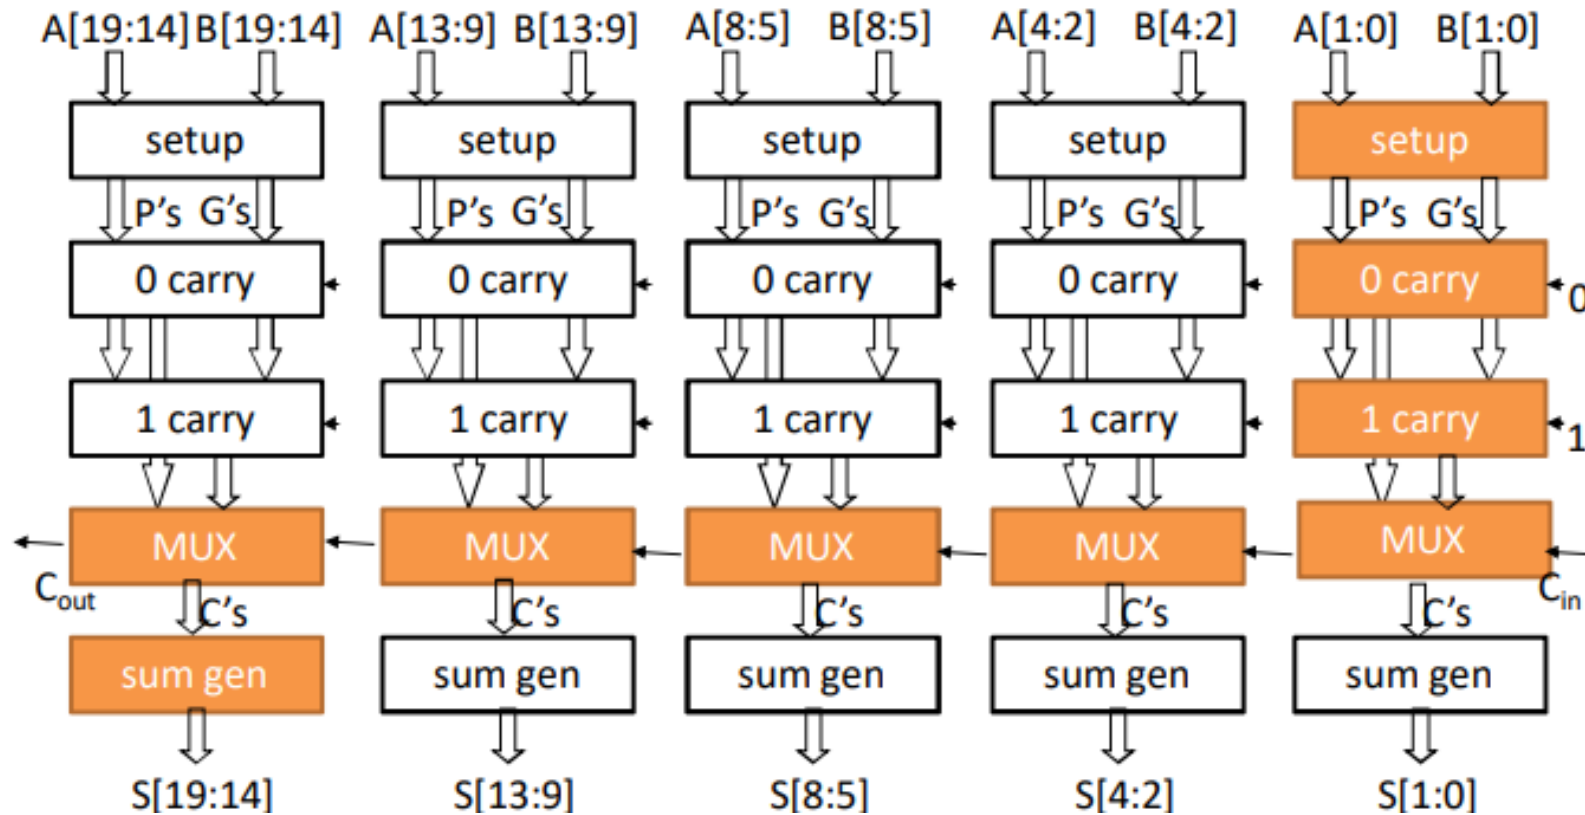 A[19:14] B[19:14] A[13:9] B[13:9] A[8:5] B[8:5] A[4:2] B[4:2] A[1:0] B[1:0]
setup setup setup setup setup
P's G's P's G's P's G's P's G's P's G's
0 carry 0 carry 0 carry 0 carry 0 carry 0
1 carry 1 carry 1 carry 1 carry 1 carry 1
MUX MUX MUX MUX MUX
Cout C's C's C's C's C's Cin
sum gen sum gen sum gen sum gen sum gen
S[19:14] S[13:9] S[8:5] S[4:2] S[1:0]